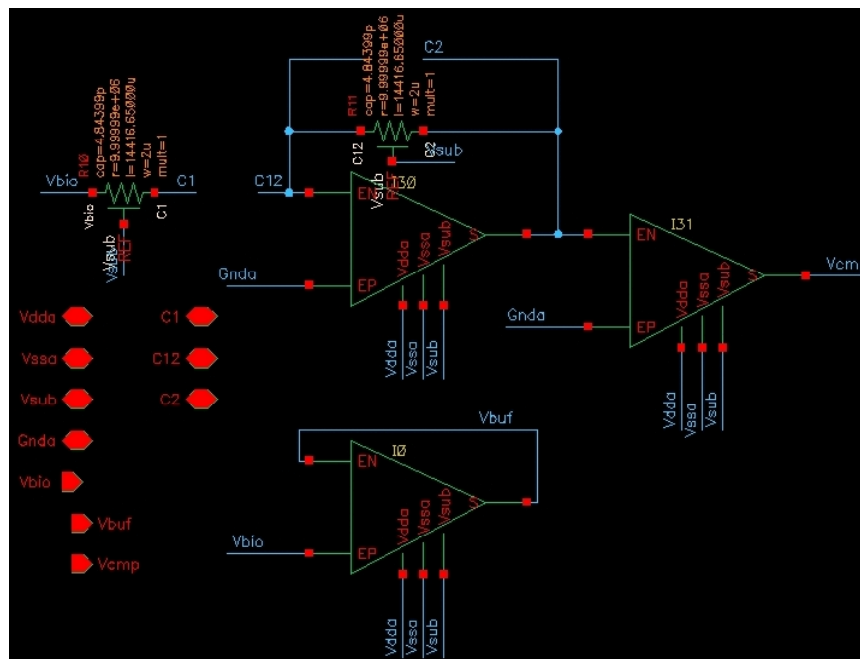 C2
cap=4.84399p
r=9.99999e+06
l=14416.65000u
w=2u
mult=1
R11
C12
C2
Vsub
Vsub
REF
cap=4.84399p
r=9.99999e+06
l=14416.65000u
w=2u
mult=1
R10
Vbio
C1
Vbio
C1
Vsub
REF
C12
EN
I30
S
Gnda
EP
Vdda
Vssa
Vsub
Vdda
Vssa
Vsub
I31
EN
S
Vcm
Gnda
EP
Vdda
Vssa
Vsub
Vdda
Vssa
Vsub
Vdda
C1
Vssa
C12
Vsub
C2
Gnda
Vbio
Vbuf
Vcmp
Vbuf
I0
EN
S
Vbio
EP
Vdda
Vssa
Vsub
Vdda
Vssa
Vsub